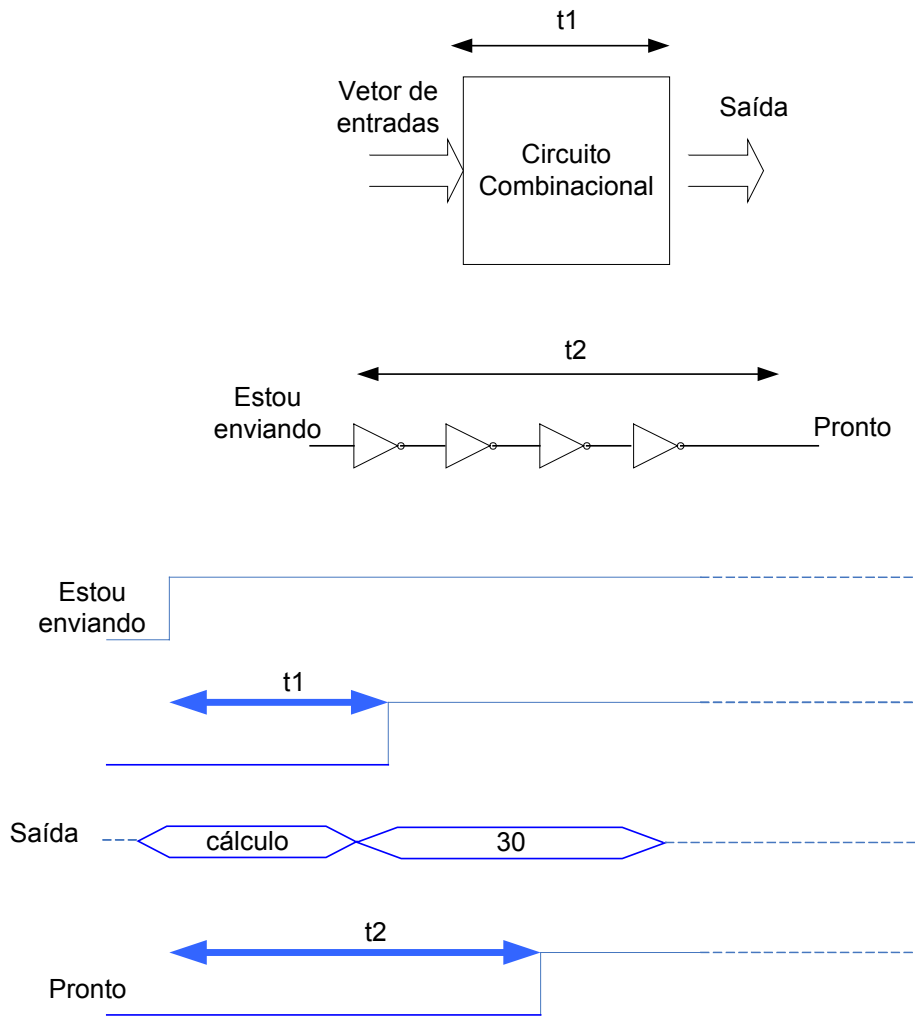 t1
Vetor de
entradas
Circuito
Combinacional
Saída
t2
Estou
enviando
Pronto
Estou
enviando
t1
Saída
cálculo
30
t2
Pronto